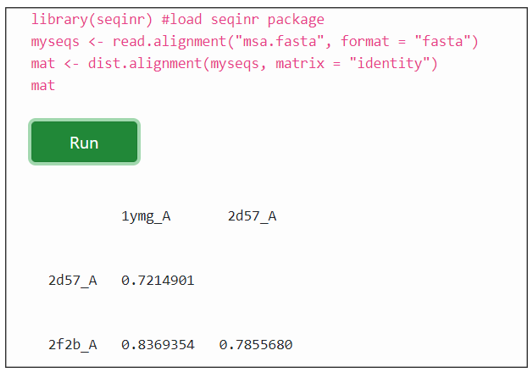 library(seqinr) #load seqinr package
myseqs <- read.alignment("msa.fasta", format = "fasta")
mat <- dist.alignment(myseqs, matrix = "identity")
mat
Run
1ymg_A 2d57_A
2d57_A 0.7214901
2f2b_A 0.8369354 0.7855680